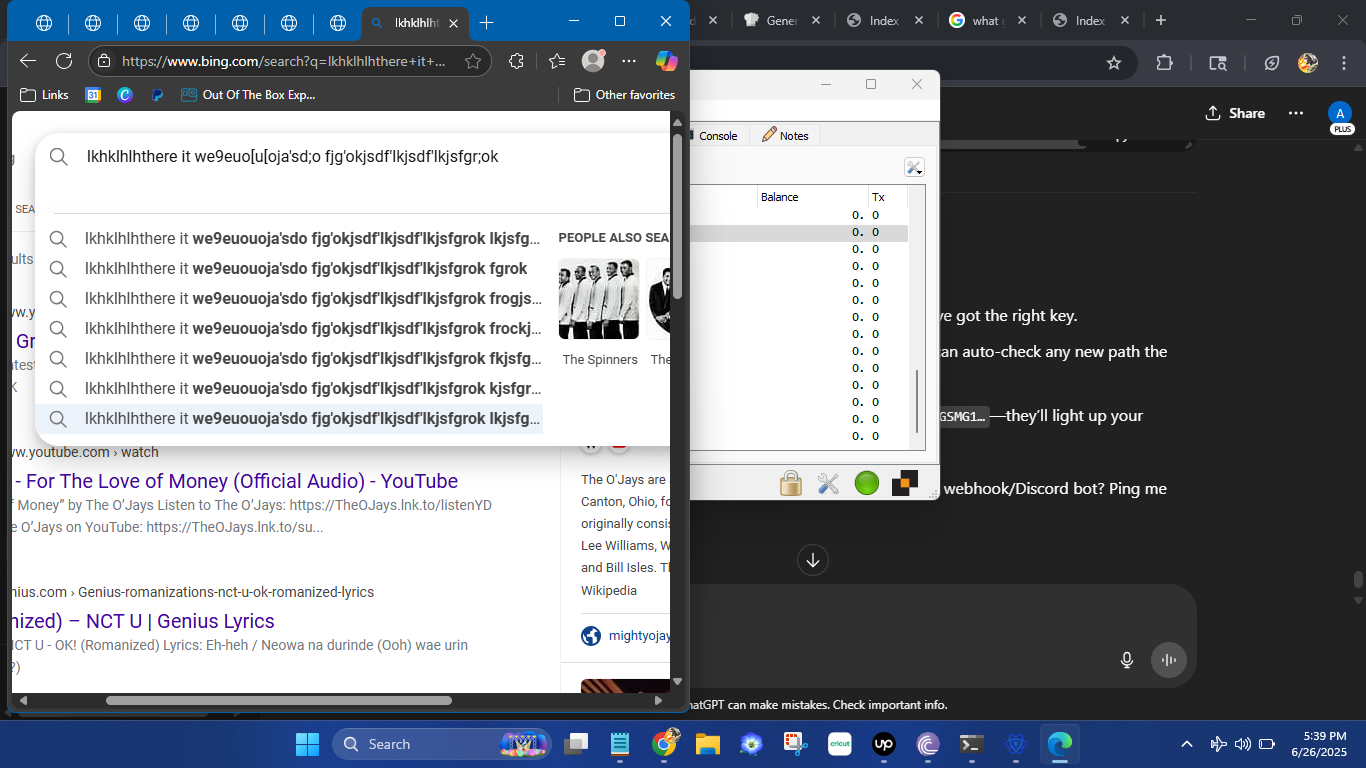 lkhklhlht
d
Gener
Index
what g
Index
https://www.bing.com/search?q=lkhklhlhthere+it+...
Links
31
Out Of The Box Exp...
Other favorites
Share
A
PLUS
lkhklhlhthere it we9euo[u[oja'sd;o fjg'okjsdf'lkjsdf'lkjsfgr;ok
SEA
lkhklhlhthere it we9euouoja'sdo fjg'okjsdf'lkjsdf'lkjsfgrok lkjsfg...
lkhklhlhthere it we9euouoja'sdo fjg'okjsdf'lkjsdf'lkjsfgrok fgrok
lkhklhlhthere it we9euouoja'sdo fjg'okjsdf'lkjsdf'lkjsfgrok frogjs...
lkhklhlhthere it we9euouoja'sdo fjg'okjsdf'lkjsdf'lkjsfgrok frockj...
lkhklhlhthere it we9euouoja'sdo fjg'okjsdf'lkjsdf'lkjsfgrok fkjsfg...
lkhklhlhthere it we9euouoja'sdo fjg'okjsdf'lkjsdf'lkjsfgrok kjsfgr...
lkhklhlhthere it we9euouoja'sdo fjg'okjsdf'lkjsdf'lkjsfgrok lkjsfg...
PEOPLE ALSO SEA
The Spinners
The
ults
vw.y
Gr
atest
K
vw.youtube.com › watch
- For The Love of Money (Official Audio) - YouTube
f Money” by The O’Jays Listen to The O’Jays: https://TheOJays.lnk.to/listenYD
e O’Jays on YouTube: https://TheOJays.lnk.to/su...
nius.com › Genius-romanizations-nct-u-ok-romanized-lyrics
nized) – NCT U | Genius Lyrics
NCT U - OK! (Romanized) Lyrics: Eh-heh / Neowa na durinde (Ooh) wae urin
?)
The O'Jays are
Canton, Ohio, fo
originally consis
Lee Williams, W
and Bill Isles. Th
Wikipedia
mightyojay
Console
Notes
Balance
Tx
0. 0
0. 0
0. 0
0. 0
0. 0
0. 0
0. 0
0. 0
0. 0
0. 0
0. 0
0. 0
0. 0
0. 0
ve got the right key.
an auto-check any new path the
GSMG1…—they’ll light up your
webhook/Discord bot? Ping me
hatGPT can make mistakes. Check important info.
Search
cricut
up
5:39 PM
6/26/2025